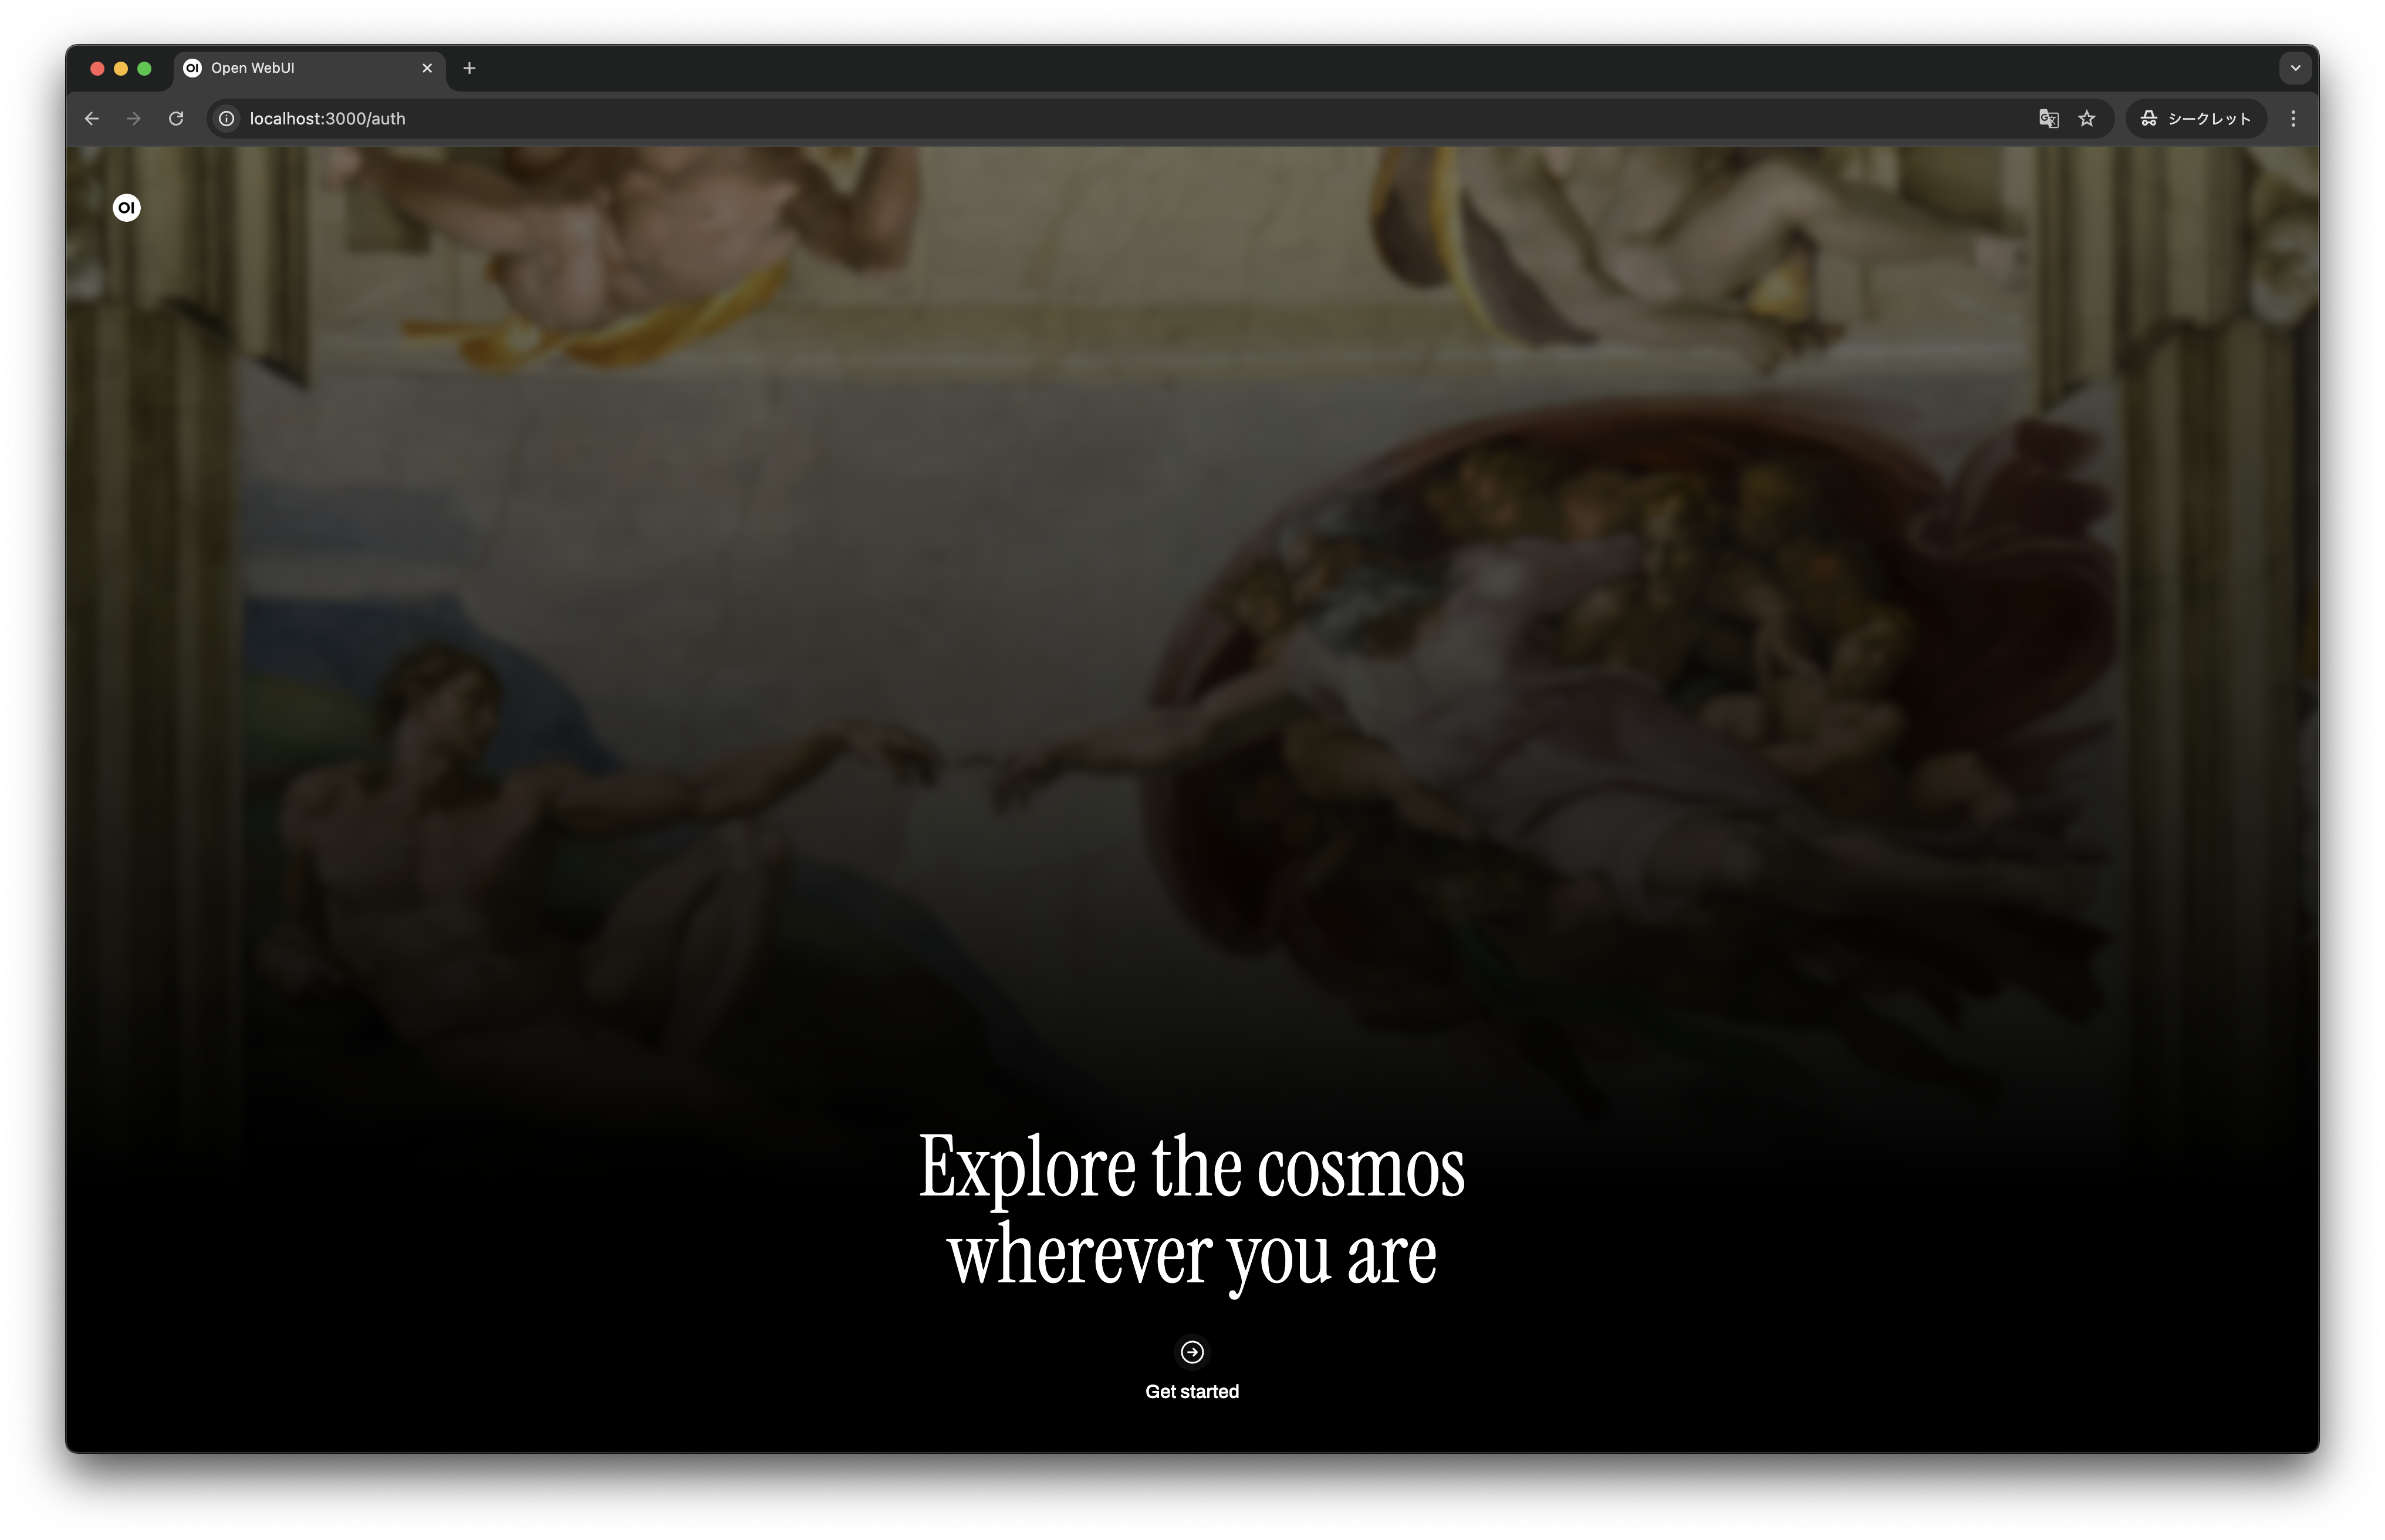 OI Open WebUI
localhost:3000/auth
シークレット
OI
Explore the cosmos
wherever you are
Get started